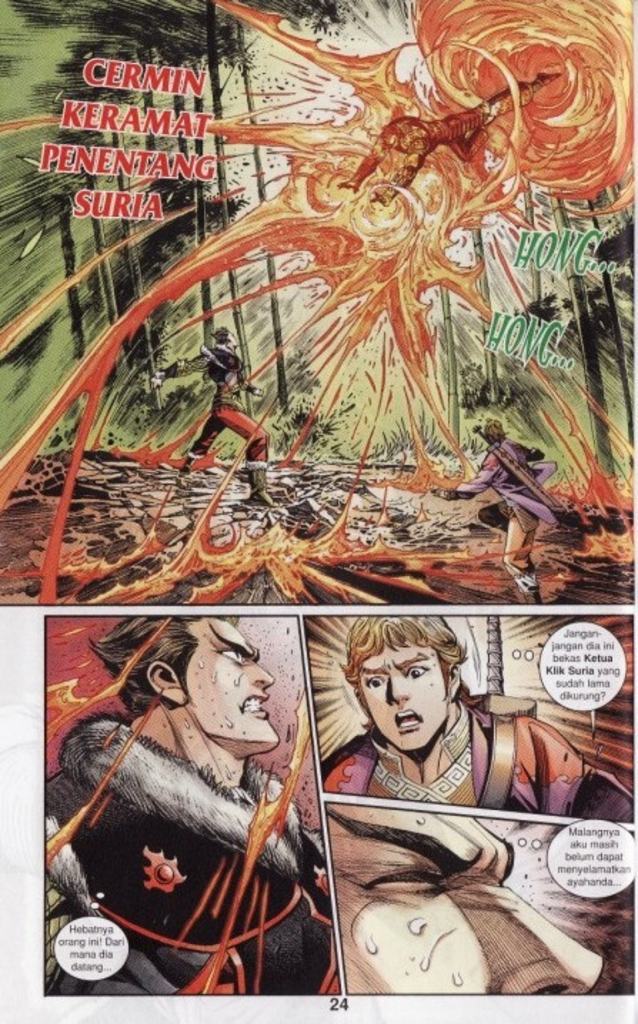 CERMIN
KERAMAT
PENENTANG
SURIA
HONG...
HONG...
Jangan-
jangan dia ini
bekas Ketua
Klik Suria yang
sudah lama
dikurung?
Hebatnya
orang ini! Dari
mana dia
datang...
Malangnya
aku masih
belum dapat
menyelamatkan
ayahanda...
24